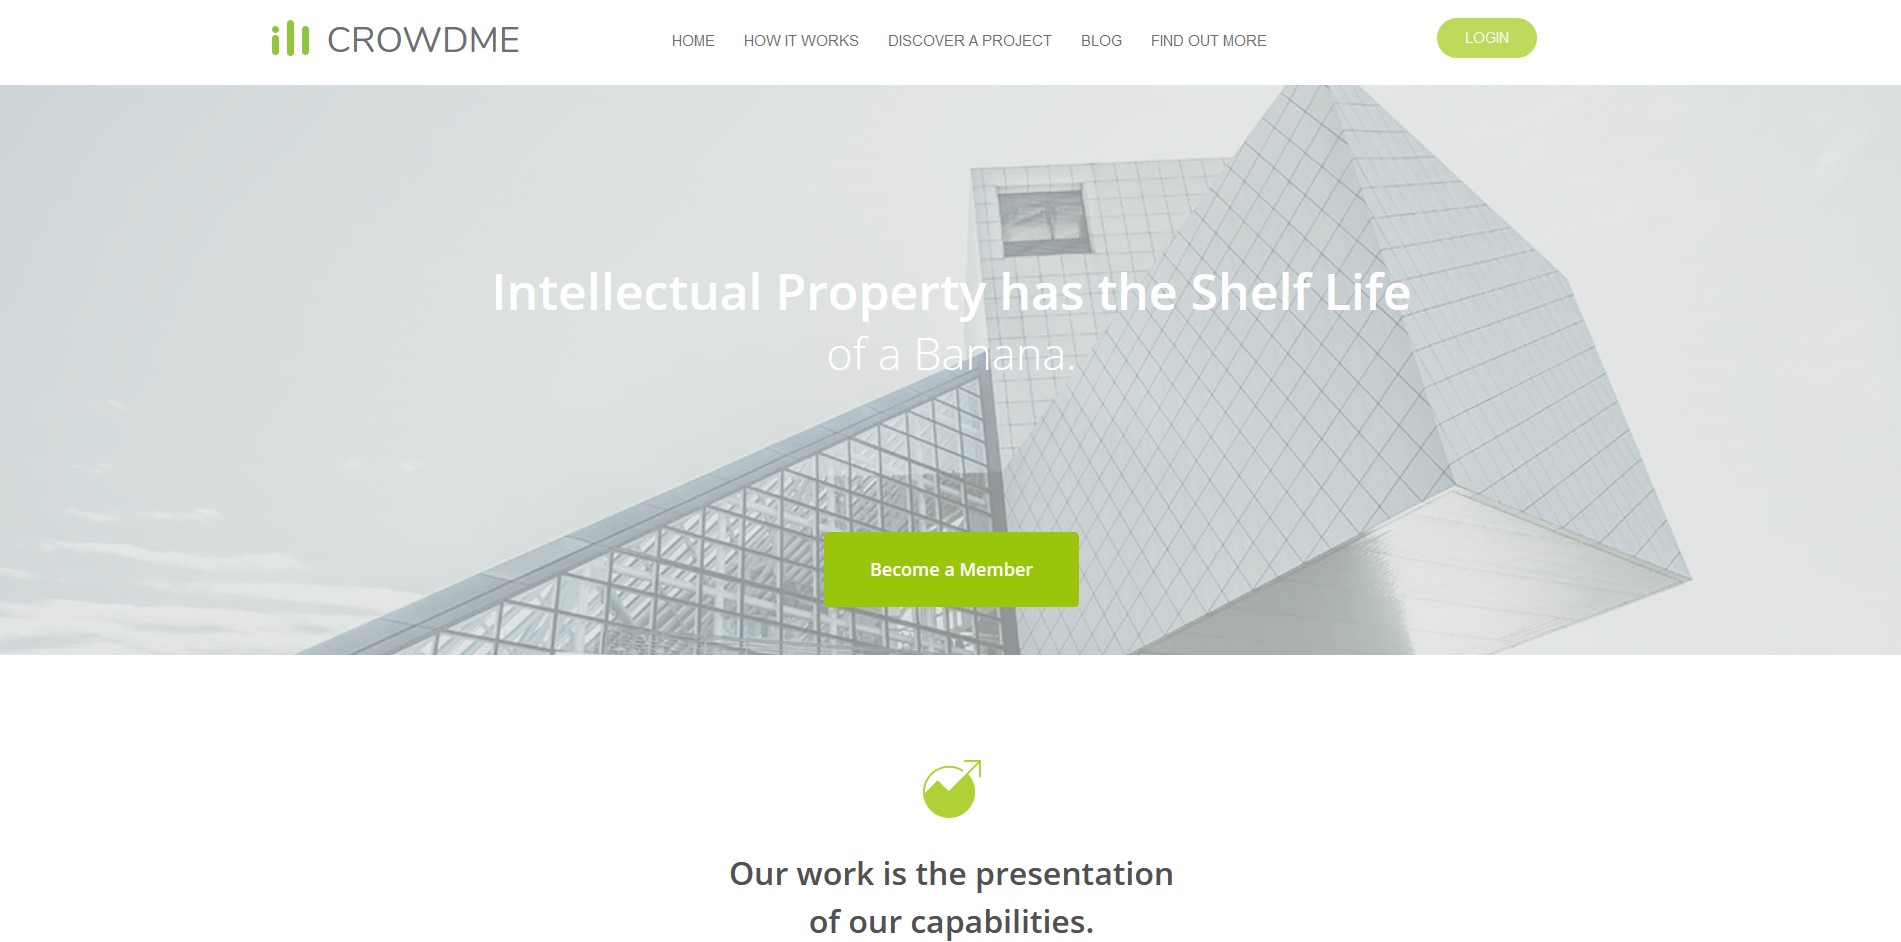 CROWDME
HOME
HOW IT WORKS
DISCOVER A PROJECT
BLOG
FIND OUT MORE
LOGIN
Intellectual Property has the Shelf Life
of a Banana.
Become a Member
Our work is the presentation
of our capabilities.